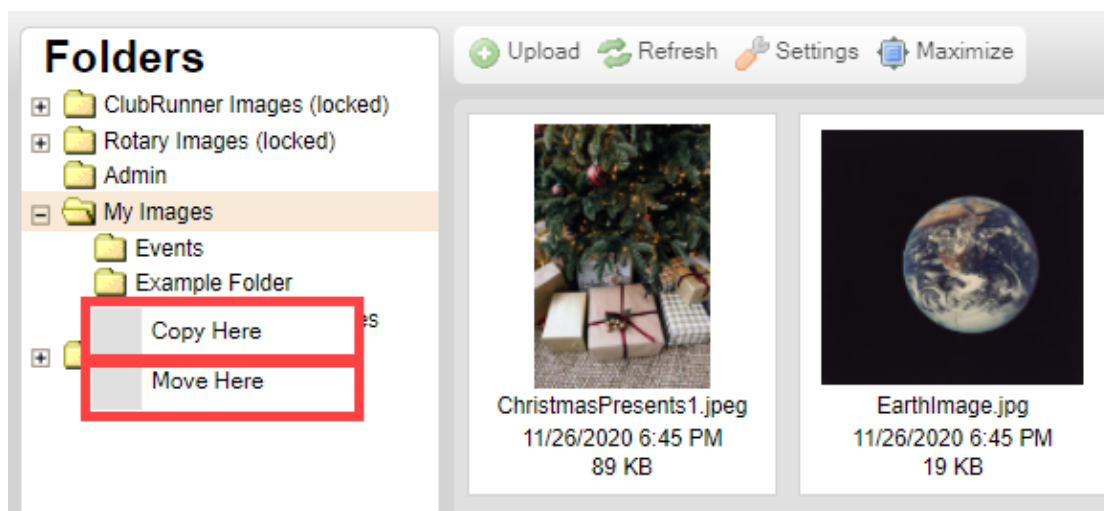 Folders
ClubRunner Images (locked)
Rotary Images (locked)
Admin
My Images
Events
Example Folder
es
Copy Here
Move Here
Upload Refresh Settings Maximize
ChristmasPresents1.jpeg
11/26/2020 6:45 PM
89 KB
EarthImage.jpg
11/26/2020 6:45 PM
19 KB